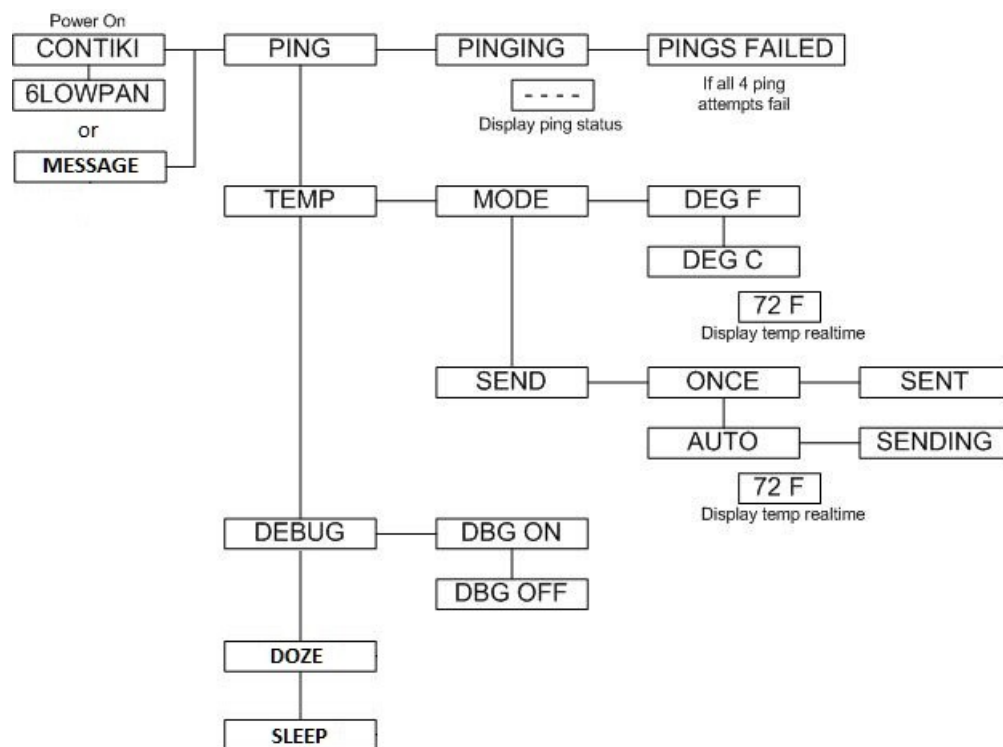 Power On
CONTIKI
PING
PINGING
PINGS FAILED
6LOWPAN
- - - -
If all 4 ping
attempts fail
Display ping status
or
MESSAGE
TEMP
MODE
DEG F
DEG C
72 F
Display temp realtime
SEND
ONCE
SENT
AUTO
SENDING
72 F
Display temp realtime
DEBUG
DBG ON
DBG OFF
DOZE
SLEEP